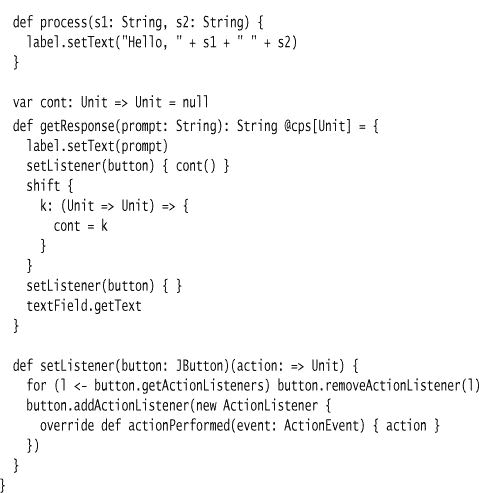 def process(s1: String, s2: String) {
  label.setText("Hello, " + s1 + " " + s2)
}

var cont: Unit => Unit = null
def getResponse(prompt: String): String @cps[Unit] = {
  label.setText(prompt)
  setListener(button) { cont() }
  shift {
    k: (Unit => Unit) => {
      cont = k
    }
  }
  setListener(button) { }
  textField.getText
}

def setListener(button: JButton)(action: => Unit) {
  for (l <- button.getActionListeners) button.removeActionListener(l)
  button.addActionListener(new ActionListener {
    override def actionPerformed(event: ActionEvent) { action }
  })
}
}